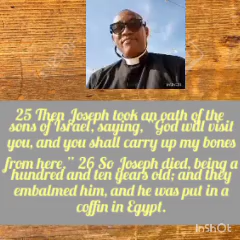 InShOt
25 Then Joseph took an oath of the
sons of Israel, saying, "God will visit
you, and you shall carry up my bones
from here." 26 So Joseph died, being a
hundred and ten years old; and they
embalmed him, and he was put in a
coffin in Egypt.
InShOt